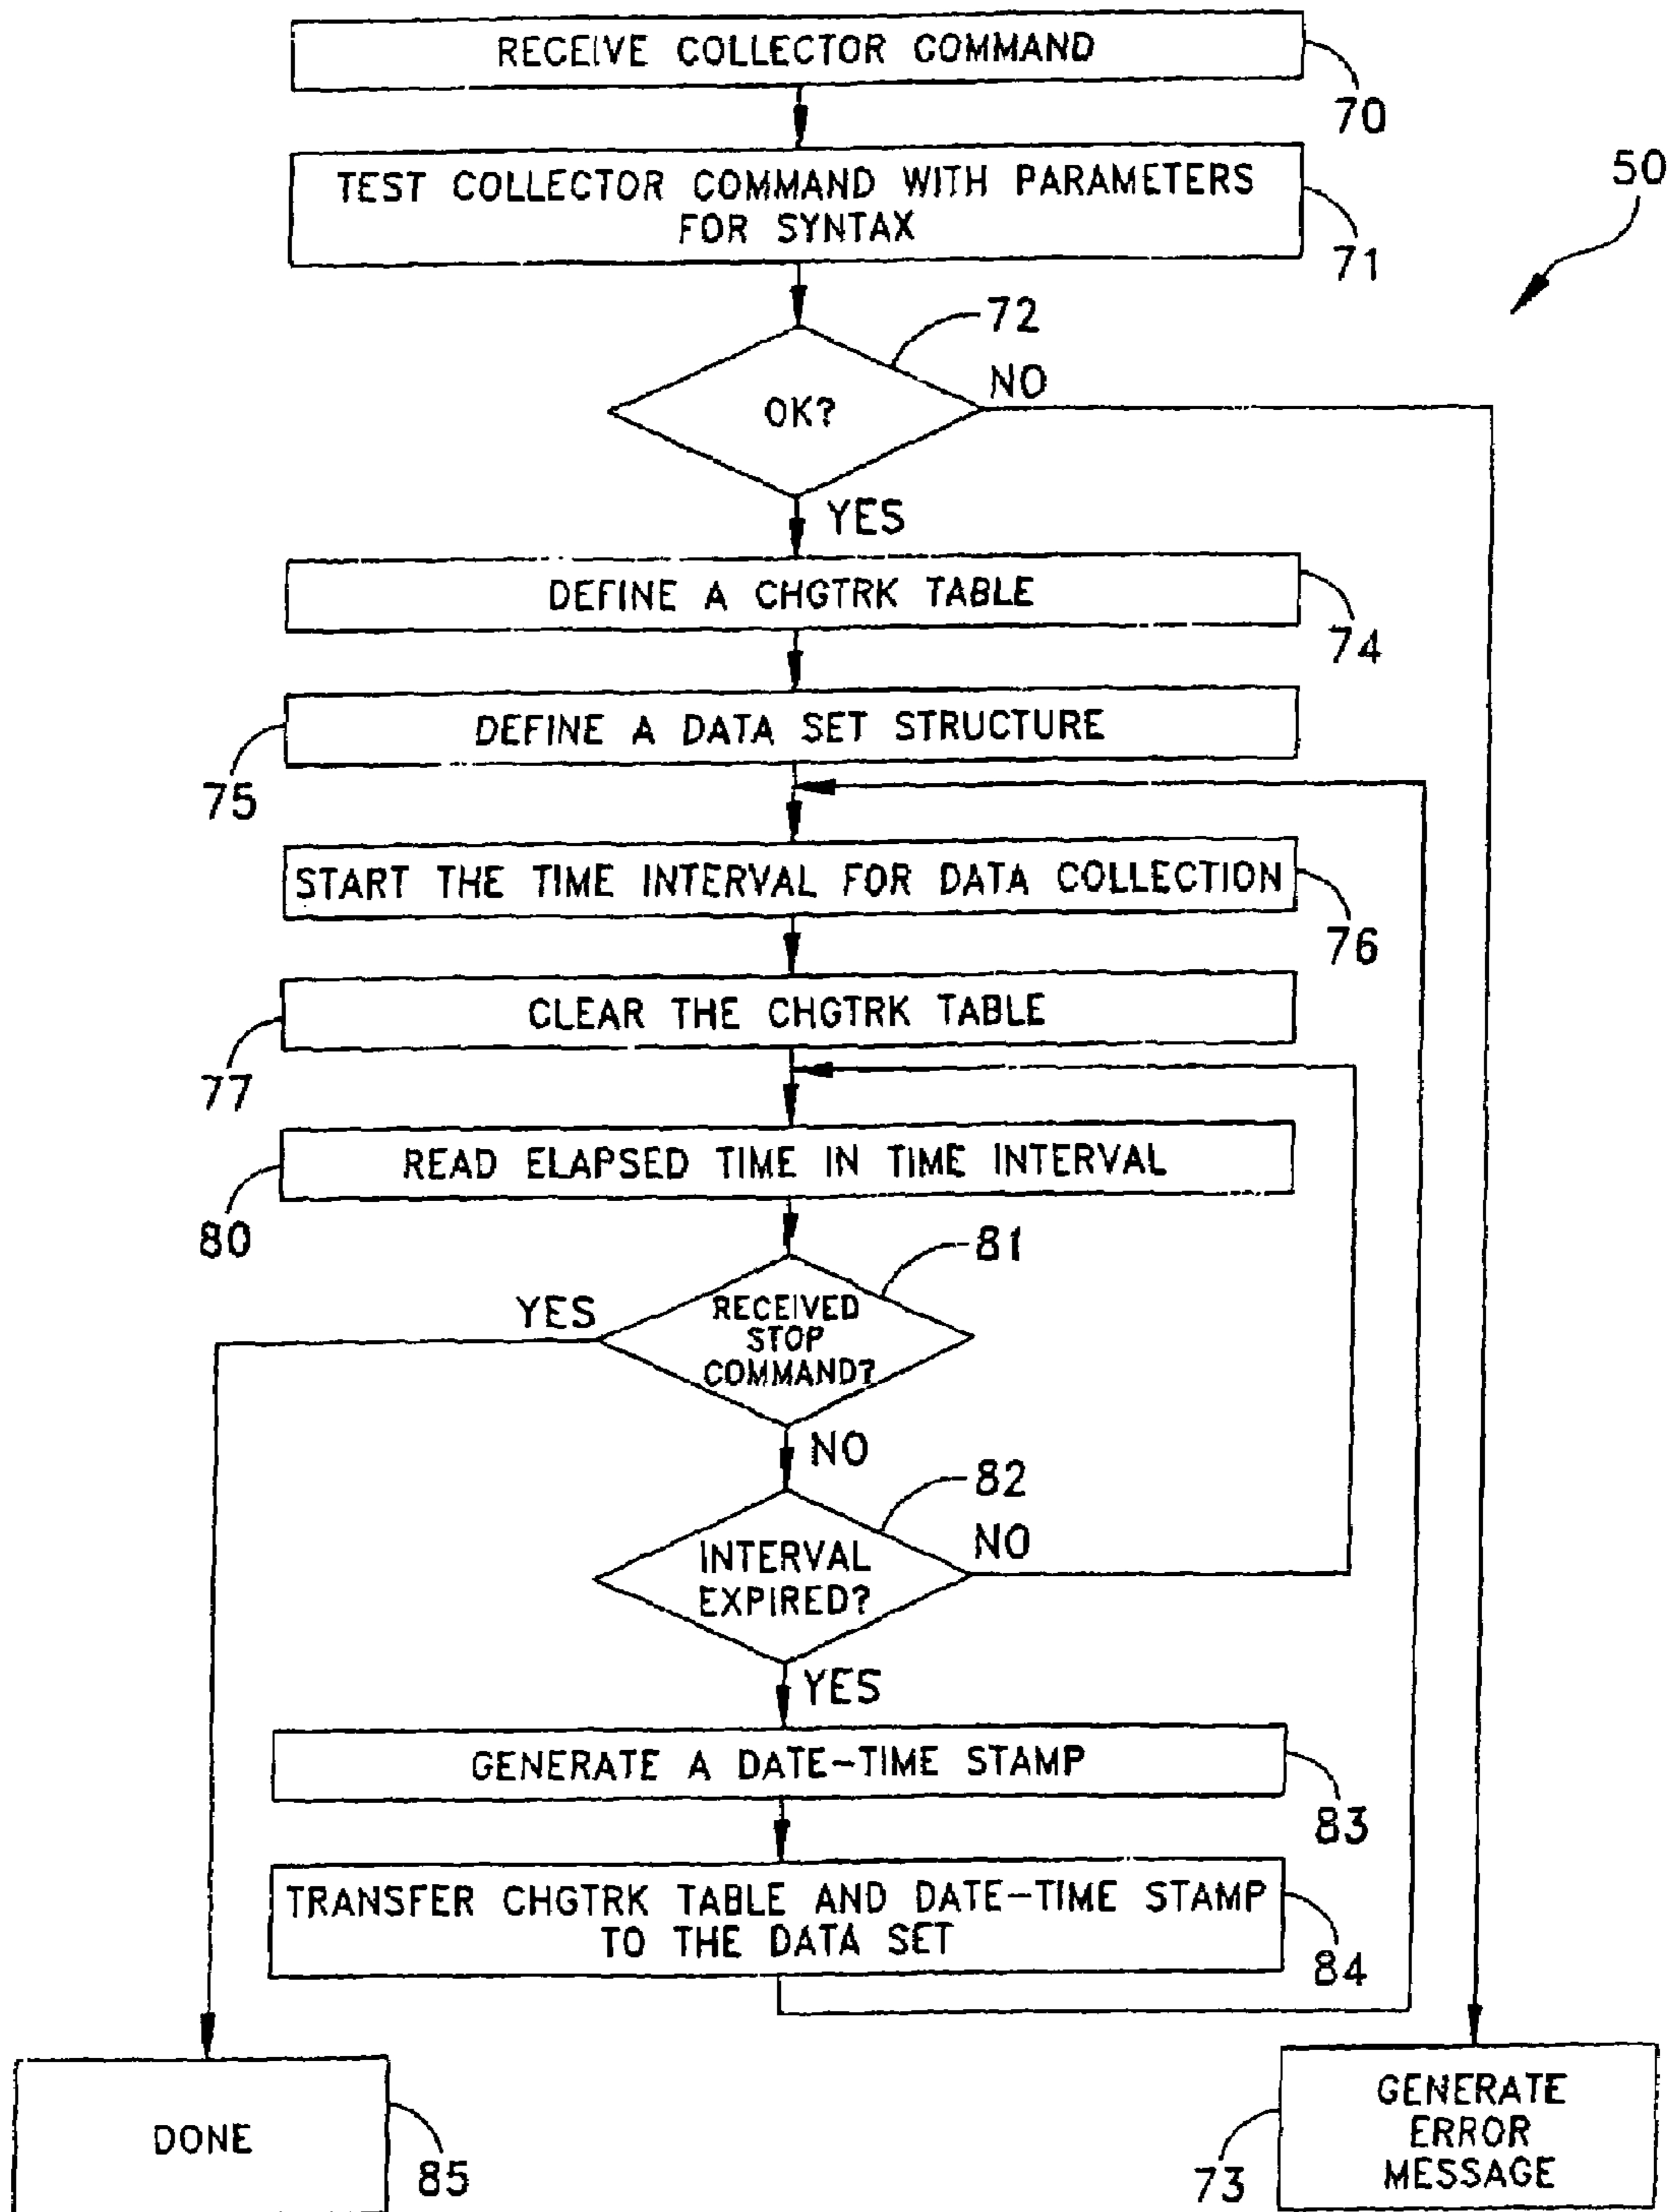 RECEIVE COLLECTOR COMMAND
70
TEST COLLECTOR COMMAND WITH PARAMETERS
FOR SYNTAX
71
50
72
OK?
NO
YES
DEFINE A CHGTRK TABLE
74
DEFINE A DATA SET STRUCTURE
75
START THE TIME INTERVAL FOR DATA COLLECTION
76
CLEAR THE CHGTRK TABLE
77
READ ELAPSED TIME IN TIME INTERVAL
80
81
YES
RECEIVED
STOP
COMMAND?
NO
82
INTERVAL
EXPIRED?
NO
YES
GENERATE A DATE-TIME STAMP
83
TRANSFER CHGTRK TABLE AND DATE-TIME STAMP
TO THE DATA SET
84
DONE
85
GENERATE
ERROR
MESSAGE
73